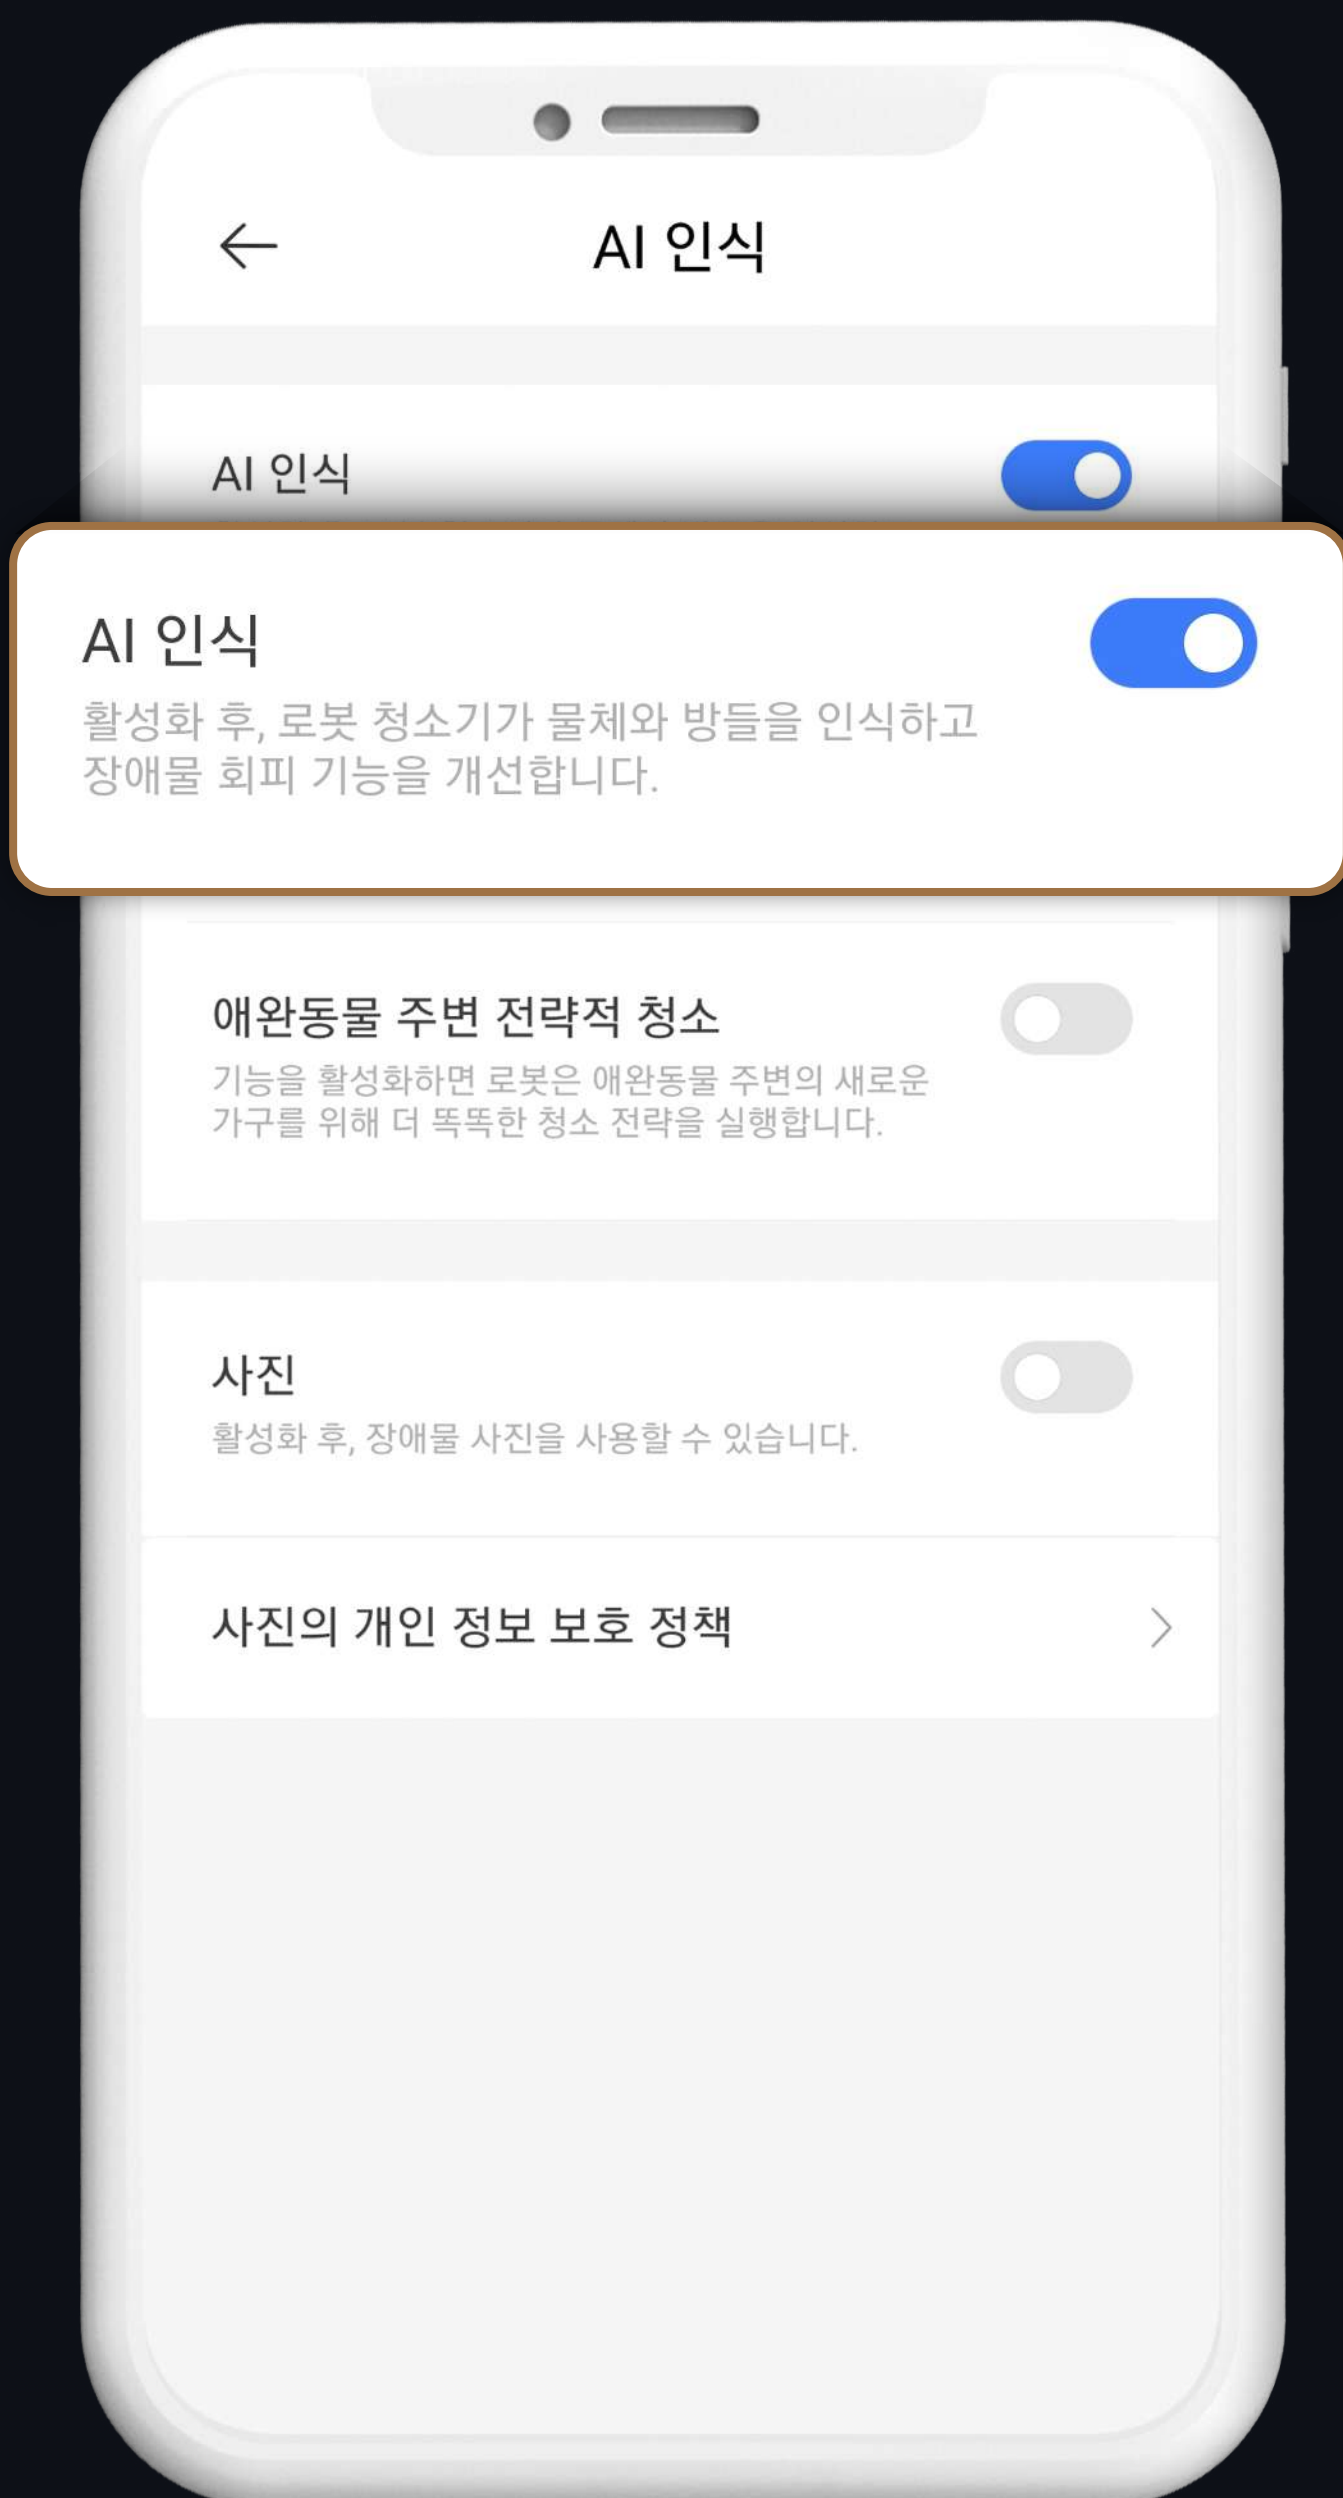 AI 인식
AI 인식
AI 인식
활성화 후, 로봇 청소기가 물체와 방들을 인식하고
장애물 회피 기능을 개선합니다.
애완동물 주변 전략적 청소
기능을 활성화하면 로봇은 애완동물 주변의 새로운
가구를 위해 더 똑똑한 청소 전략을 실행합니다.
사진
활성화 후, 장애물 사진을 사용할 수 있습니다.
사진의 개인 정보 보호 정책